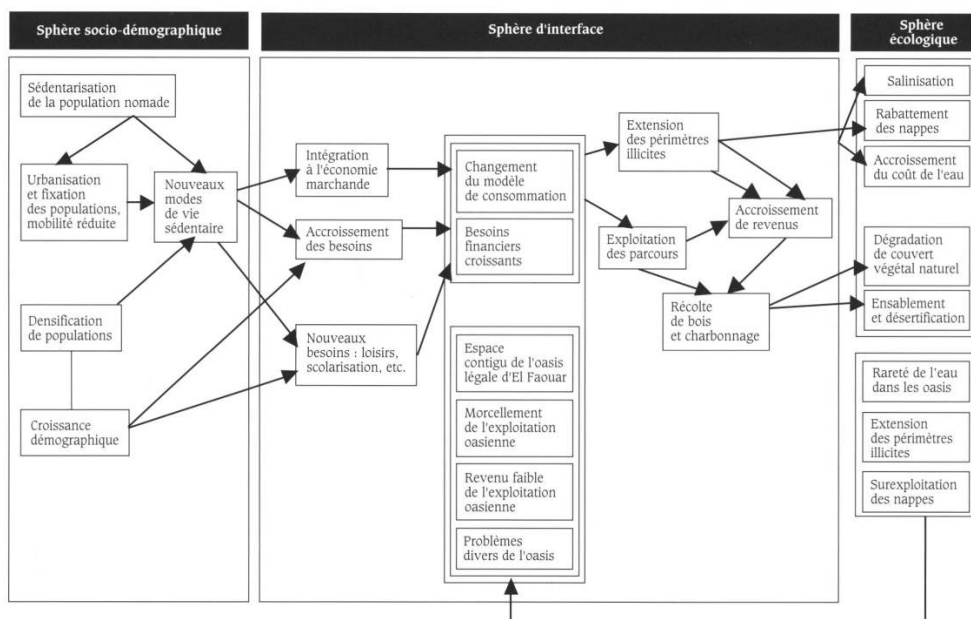 Sphère socio-démographique
Sphère d'interface
Sphère
écologique
Sédentarisation
de la population nomade
Urbanisation
et fixation
des populations,
mobilité réduite
Nouveaux
modes
de vie
sédentaire
Densification
de populations
Croissance
démographique
Intégration
à l'économie
marchande
Accroissement
des besoins
Nouveaux
besoins : loisirs,
scolarisation, etc.
Changement
du modèle
de consommation
Besoins
financiers
croissants
Espace
contigu de l'oasis
légale d'El Faouar
Morcellement
de l'exploitation
oasienne
Revenu faible
de l'exploitation
oasienne
Problèmes
divers de l'oasis
Extension
des périmètres
illicites
Exploitation
des parcours
Accroissement
de revenus
Récolte
de bois
et charbonnage
Salinisation
Rabattement
des nappes
Accroissement
du coût de l'eau
Dégradation
de couvert
végétal naturel
Ensablement
et désertification
Rareté de l'eau
dans les oasis
Extension
des périmètres
illicites
Surexploitation
des nappes